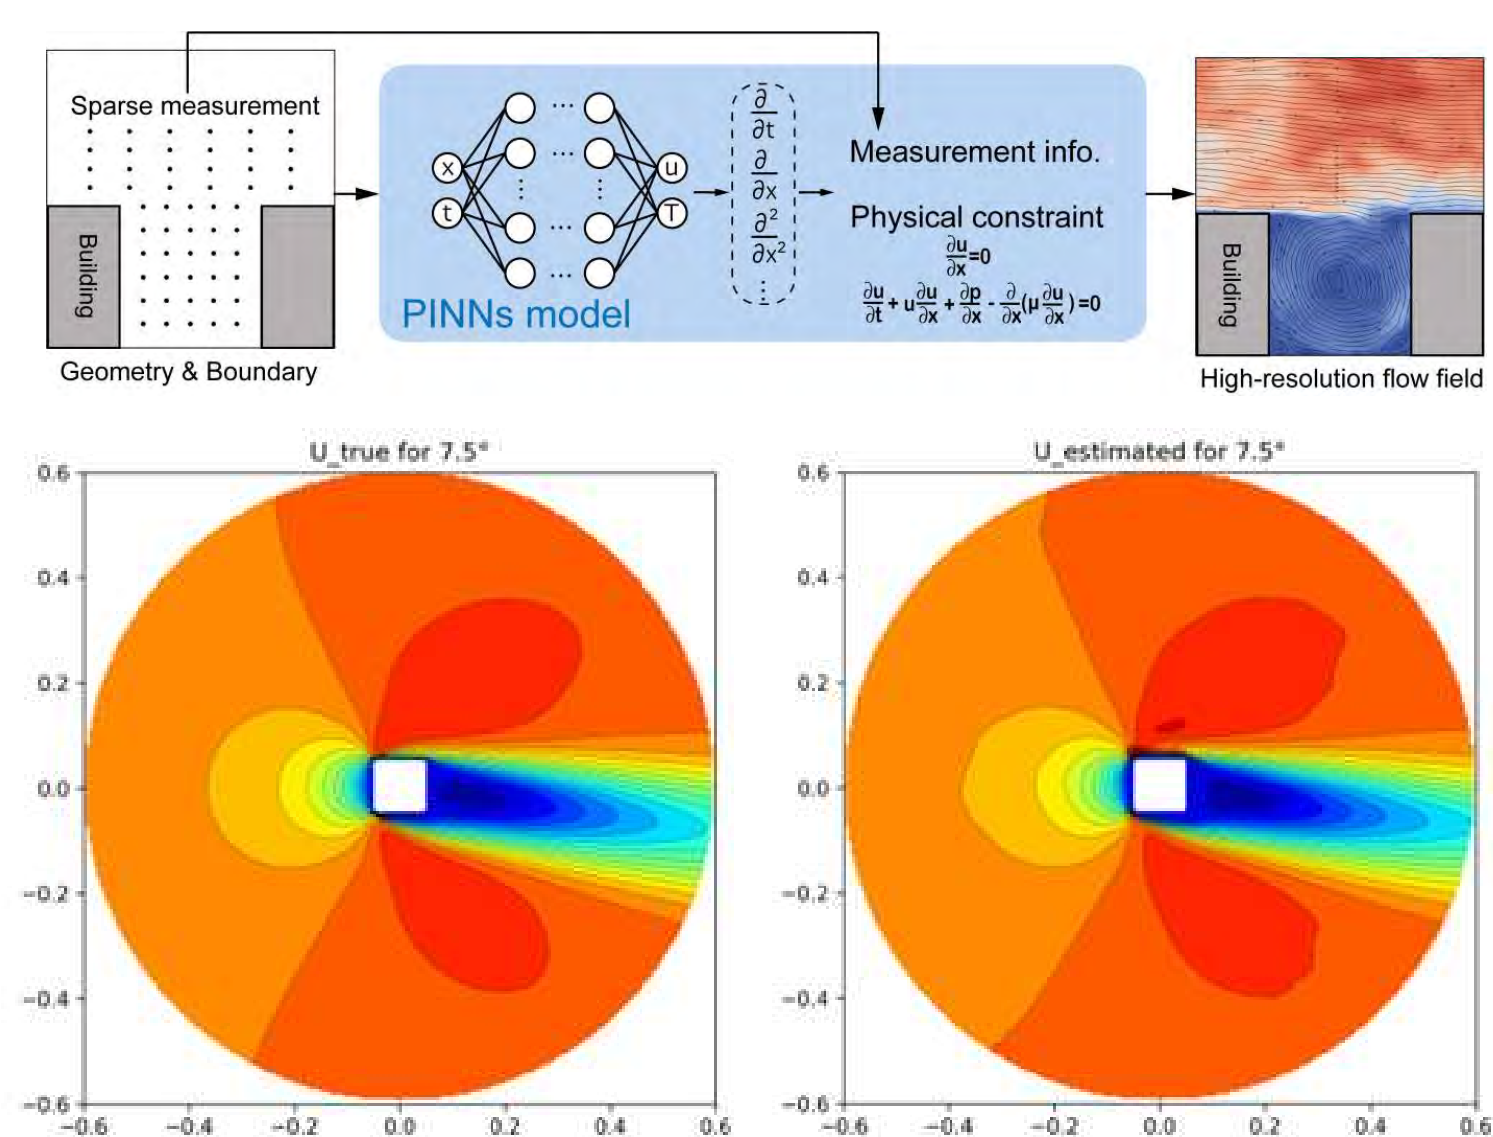 Sparse measurement
Building
Geometry & Boundary
x
t
...
...
...
...
u
T
PINNs model
∂/∂t
∂/∂x
∂²/∂x²
Measurement info.
Physical constraint
∂u/∂x=0
∂u/∂t + u ∂u/∂x + ∂p/∂x - ∂/∂x(μ ∂u/∂x) =0
Building
High-resolution flow field
U_true for 7.5°
0.6
0.4
0.2
0.0
−0.2
−0.4
−0.6
−0.6 −0.4 −0.2 0.0 0.2 0.4 0.6
U_estimated for 7.5°
0.6
0.4
0.2
0.0
−0.2
−0.4
−0.6
−0.6 −0.4 −0.2 0.0 0.2 0.4 0.6